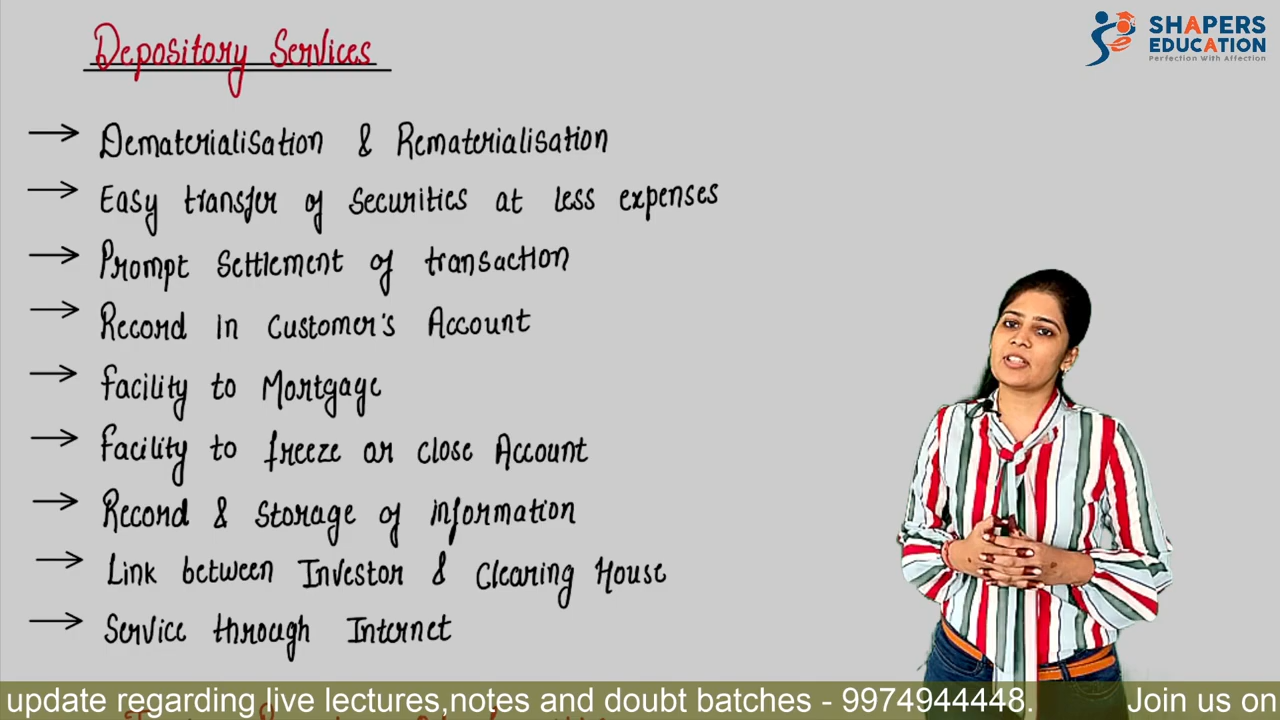 Depository Services
SHAPERS
EDUCATION
Perfection With Affection
→ Dematerialisation & Rematerialisation
→ Easy transfer of Securities at less expenses
→ Prompt Settlement of transaction
→ Record in Customer's Account
→ Facility to Mortgage
→ Facility to freeze or close Account
→ Record & Storage of information
→ Link between Investor & Clearing House
→ Service through Internet
update regarding live lectures,notes and doubt batches - 9974944448. Join us on